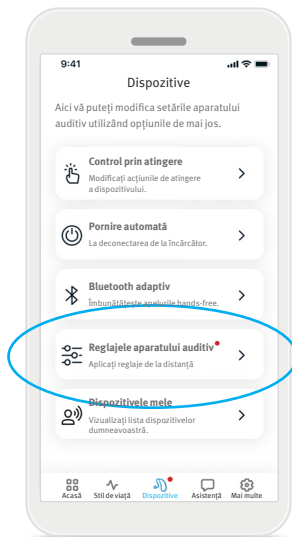 9:41
Dispozitive
Aici vă puteți modifica setările aparatului
auditiv utilizând opțiunile de mai jos.
Control prin atingere
Modificați acțiunile de atingere
a dispozitivului.
Pornire automată
La deconectarea de la încărcător.
Bluetooth adaptiv
Îmbunătățește apelurile hands-free.
Reglajele aparatului auditiv
Aplicați reglaje de la distanță
Dispozitivele mele
Vizualizați lista dispozitivelor
dumneavoastră.
Acasă Stil de viață Dispozitive Asistență Mai multe